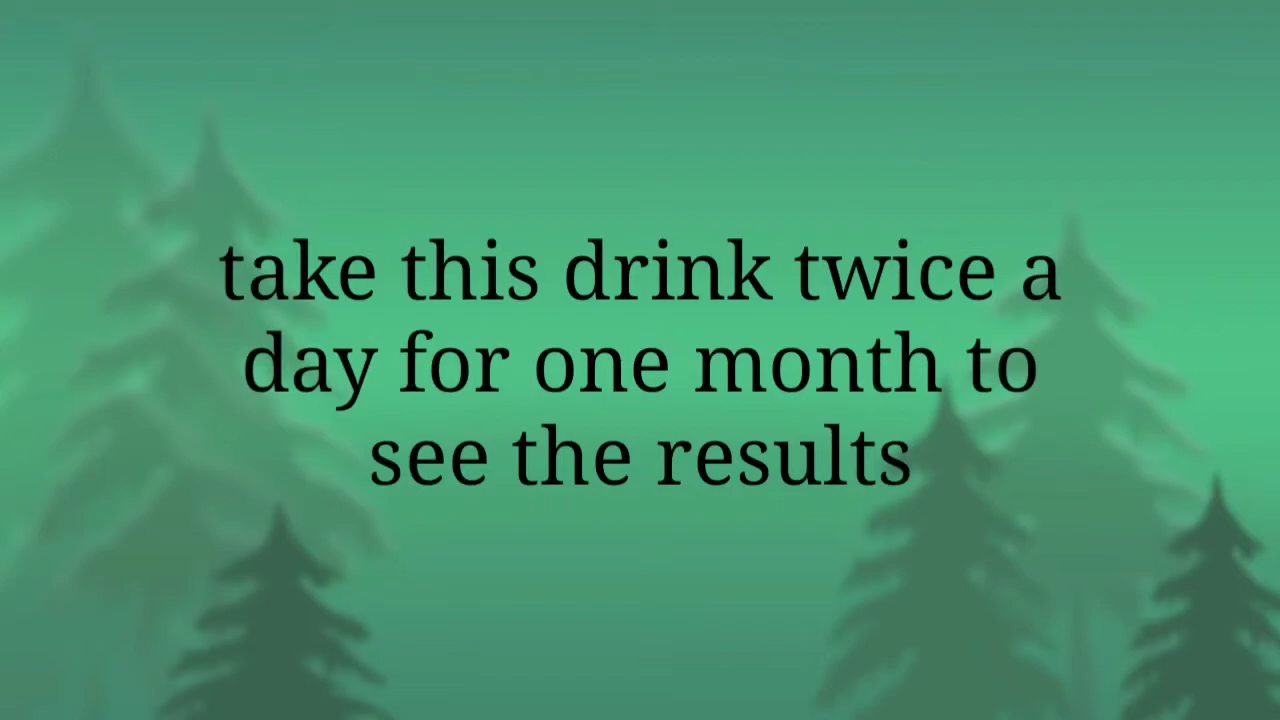 take this drink twice a
day for one month to
see the results